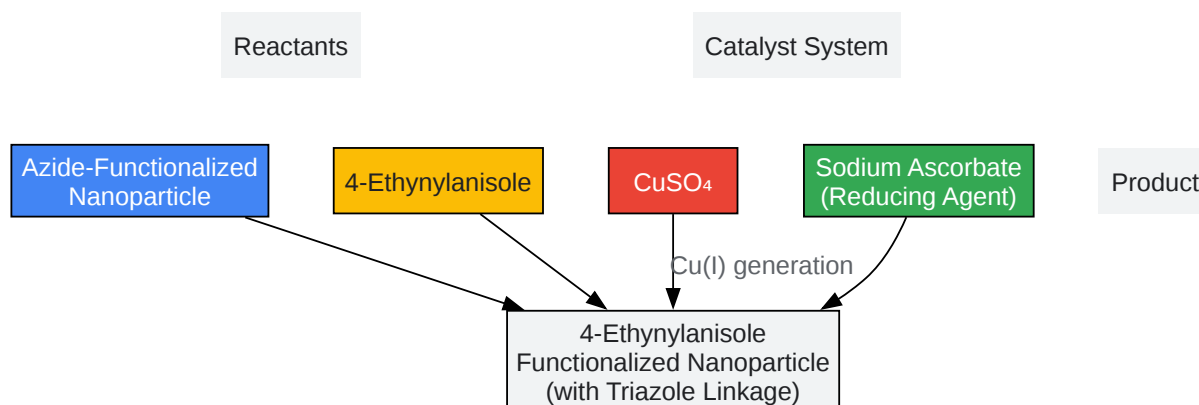 Reactants
Catalyst System
Azide-Functionalized
Nanoparticle
4-Ethynylanisole
CuSO₄
Sodium Ascorbate
(Reducing Agent)
Product
Cu(I) generation
4-Ethynylanisole
Functionalized Nanoparticle
(with Triazole Linkage)